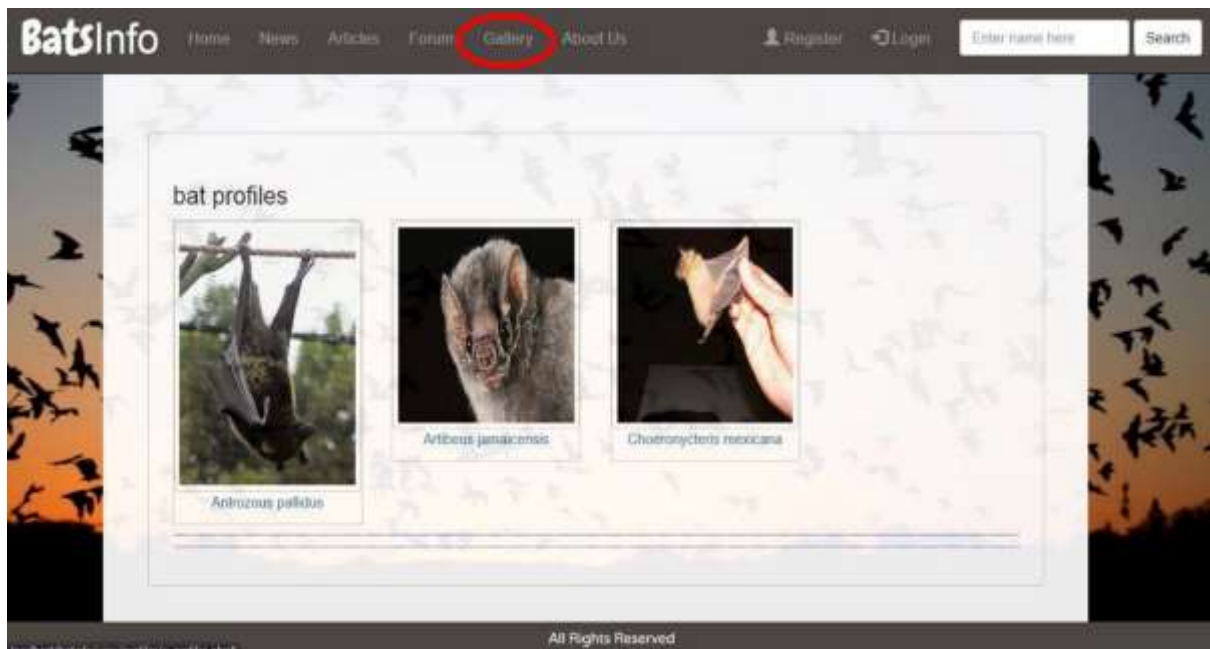 BatsInfo Home News Articles Forum Gallery About Us Register Login Enter name here Search
bat profiles
Antrozous pallidus
Artibeus jamaicensis
Choeronycteris mexicana
All Rights Reserved